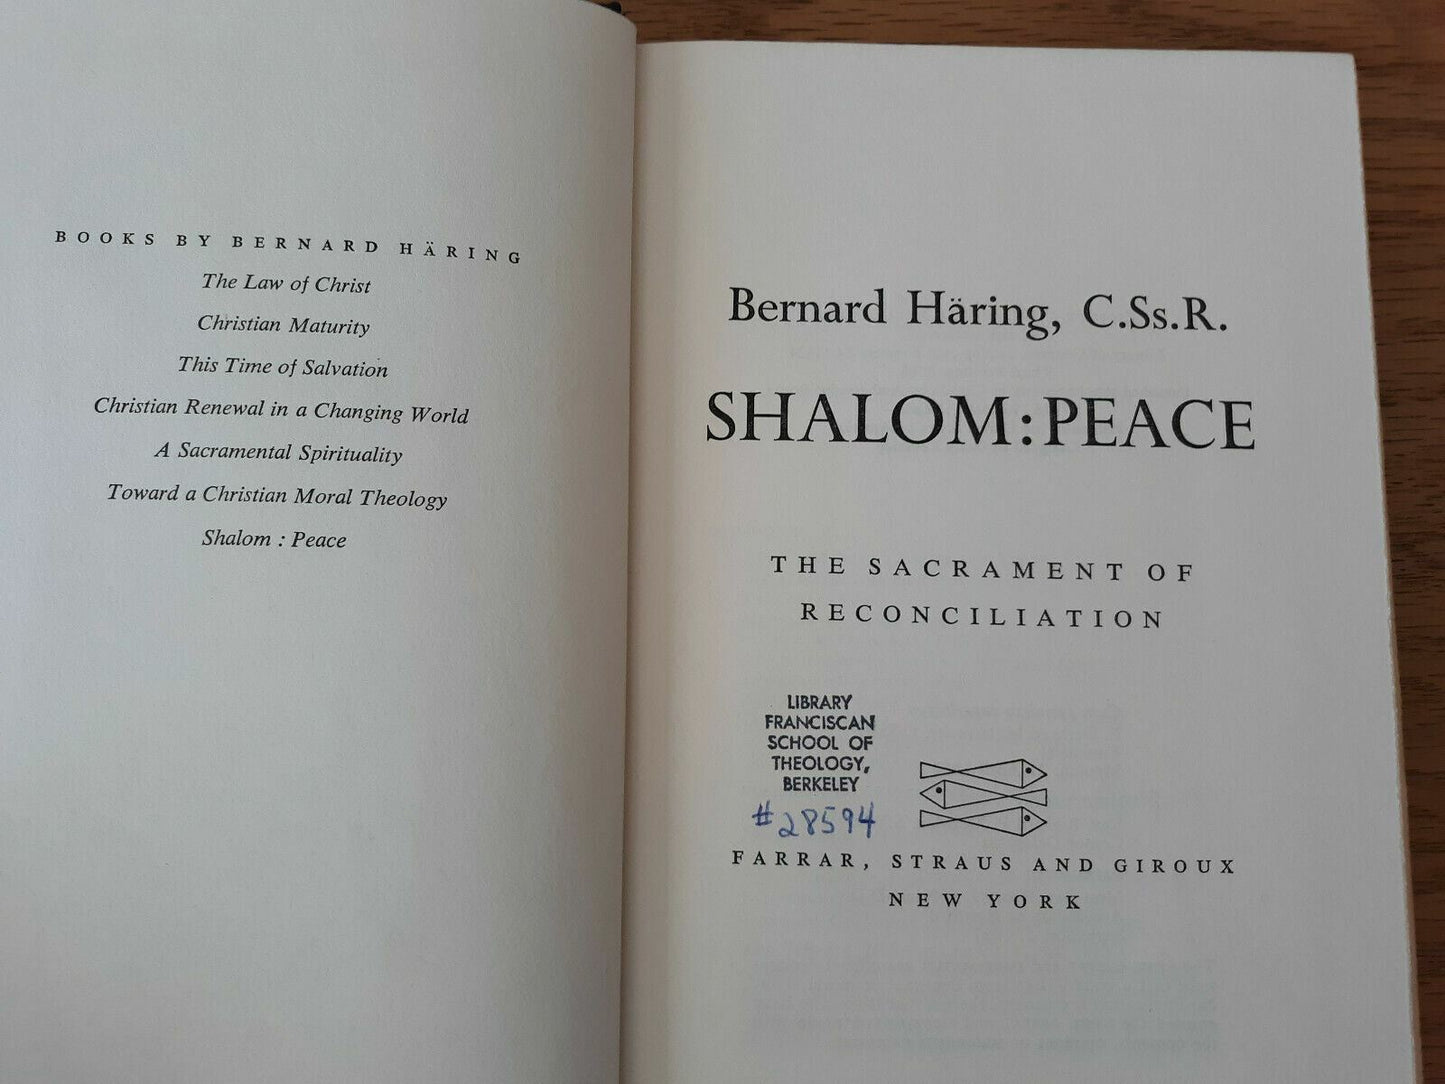 BOOKS BY BERNARD HÄRING
The Law of Christ
Christian Maturity
This Time of Salvation
Christian Renewal in a Changing World
A Sacramental Spirituality
Toward a Christian Moral Theology
Shalom : Peace
Bernard Häring, C.Ss.R.
SHALOM:PEACE
THE SACRAMENT OF
RECONCILIATION
LIBRARY
FRANCISCAN
SCHOOL OF
THEOLOGY,
BERKELEY
#28594
FARRAR, STRAUS AND GIROUX
NEW YORK